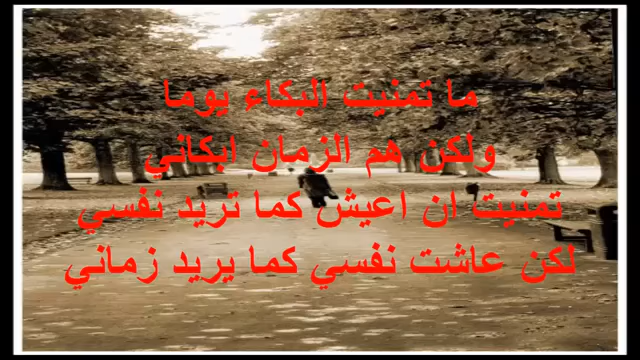 ما تمنيت البكاء يوما
ولكن هم الزمان ابكاني
تمنيت ان اعيش كما تريد نفسي
لكن عاشت نفسي كما يريد زماني